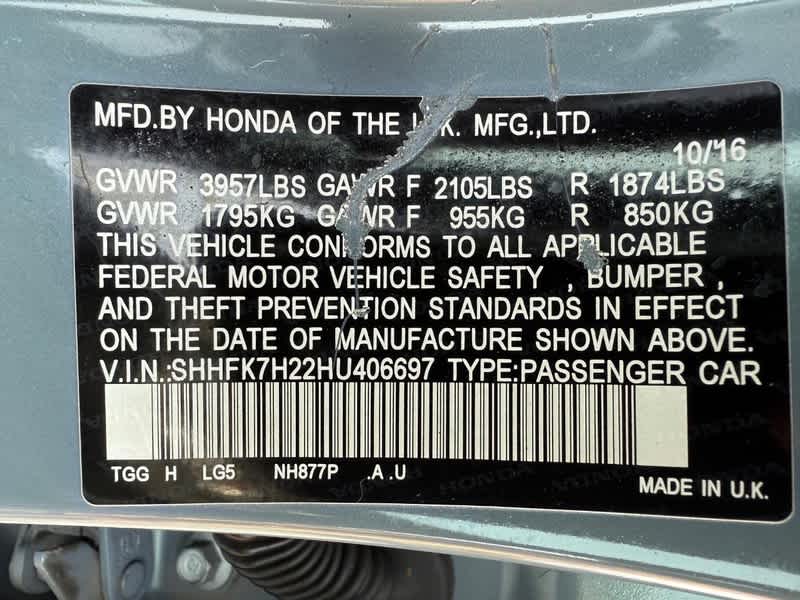 MFD.BY HONDA OF THE U.K. MFG.,LTD.
10/16
GVWR 3957LBS GAWR F 2105LBS R 1874LBS
GVWR 1795KG GAWR F 955KG R 850KG
THIS VEHICLE CONFORMS TO ALL APPLICABLE
FEDERAL MOTOR VEHICLE SAFETY , BUMPER ,
AND THEFT PREVENTION STANDARDS IN EFFECT
ON THE DATE OF MANUFACTURE SHOWN ABOVE.
V.I.N.:SHHFK7H22HU406697 TYPE:PASSENGER CAR
TGG H LG5 NH877P .A .U
MADE IN U.K.